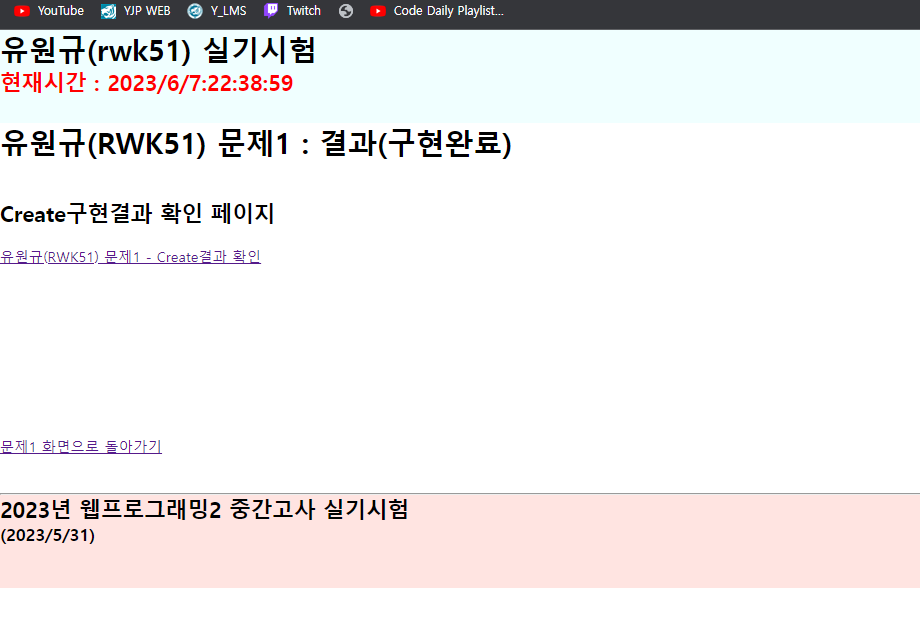 YouTube YJP WEB Y_LMS Twitch Code Daily Playlist...
유원규(rwk51) 실기시험
현재시간 : 2023/6/7:22:38:59
유원규(RWK51) 문제1 : 결과(구현완료)
Create구현결과 확인 페이지
유원규(RWK51) 문제1 - Create결과 확인
문제1 화면으로 돌아가기
2023년 웹프로그래밍2 중간고사 실기시험
(2023/5/31)